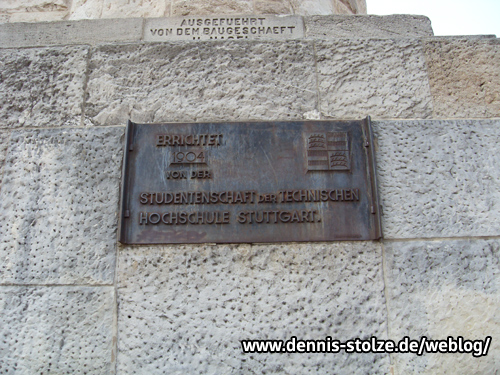 AUSGEFUEHRT
VON DEM BAUGESCHAEFT
ERRICHTET
1904
VON DER
STUDENTENSCHAFT DER TECHNISCHEN
HOCHSCHULE STUTTGART.
www.dennis-stolze.de/weblog/